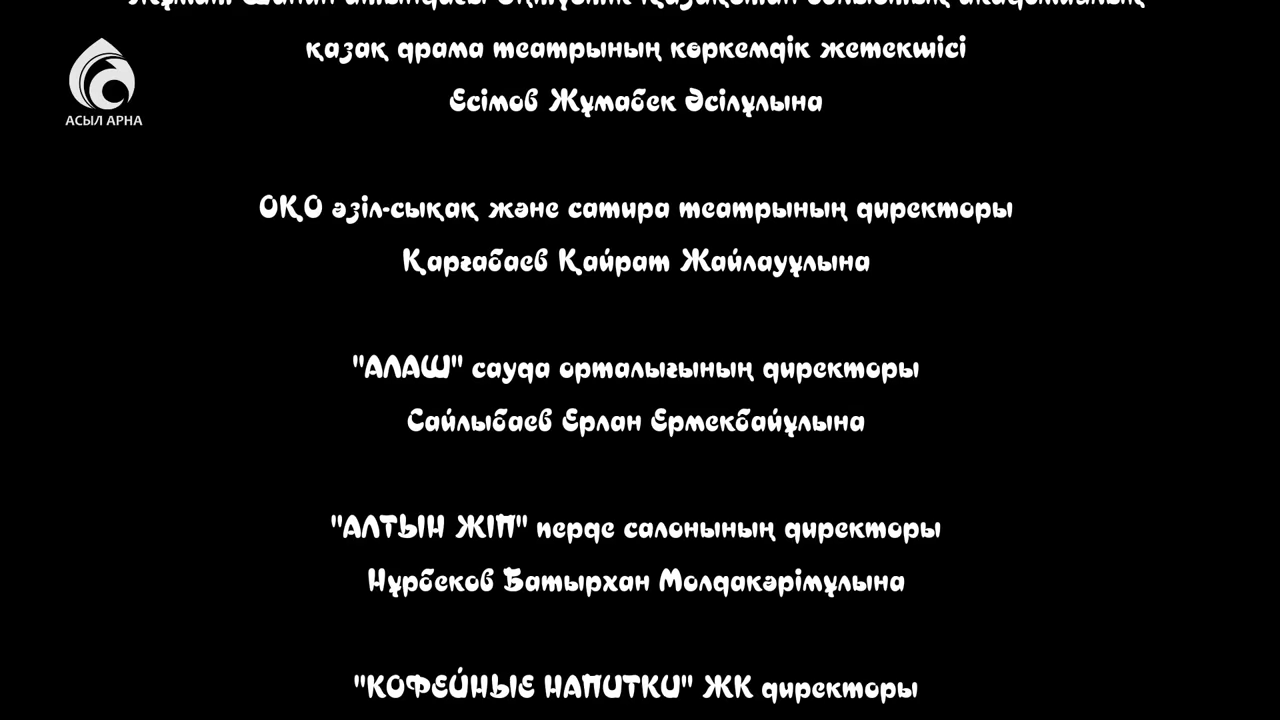 қазақ драма театрының көркемдік жетекшісі
АСЫЛ АРНА
Есімов Жұмабек Әсілұлына
ОҚО әзіл-сықақ және сатира театрының директоры
Қарғабаев Қайрат Жайлауұлына
"АЛАШ" сауда орталығының директоры
Сайлыбаев Ерлан Ермекбайұлына
"АЛТЫН ЖІП" перде салонының директоры
Нұрбеков Батырхан Молдакәрімұлына
"КОФЕЙНЫЕ НАПИТКИ" ЖК директоры